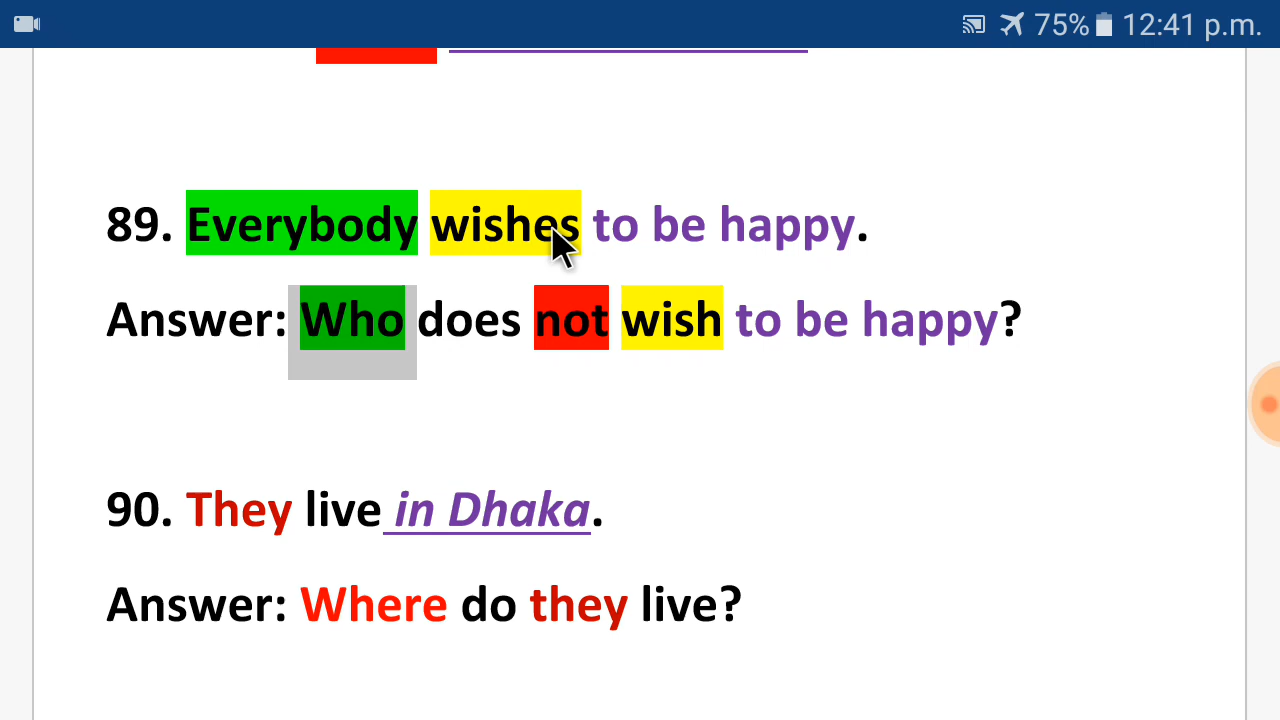 75% 12:41 p.m.
89. Everybody wishes to be happy.
Answer: Who does not wish to be happy?
90. They live in Dhaka.
Answer: Where do they live?